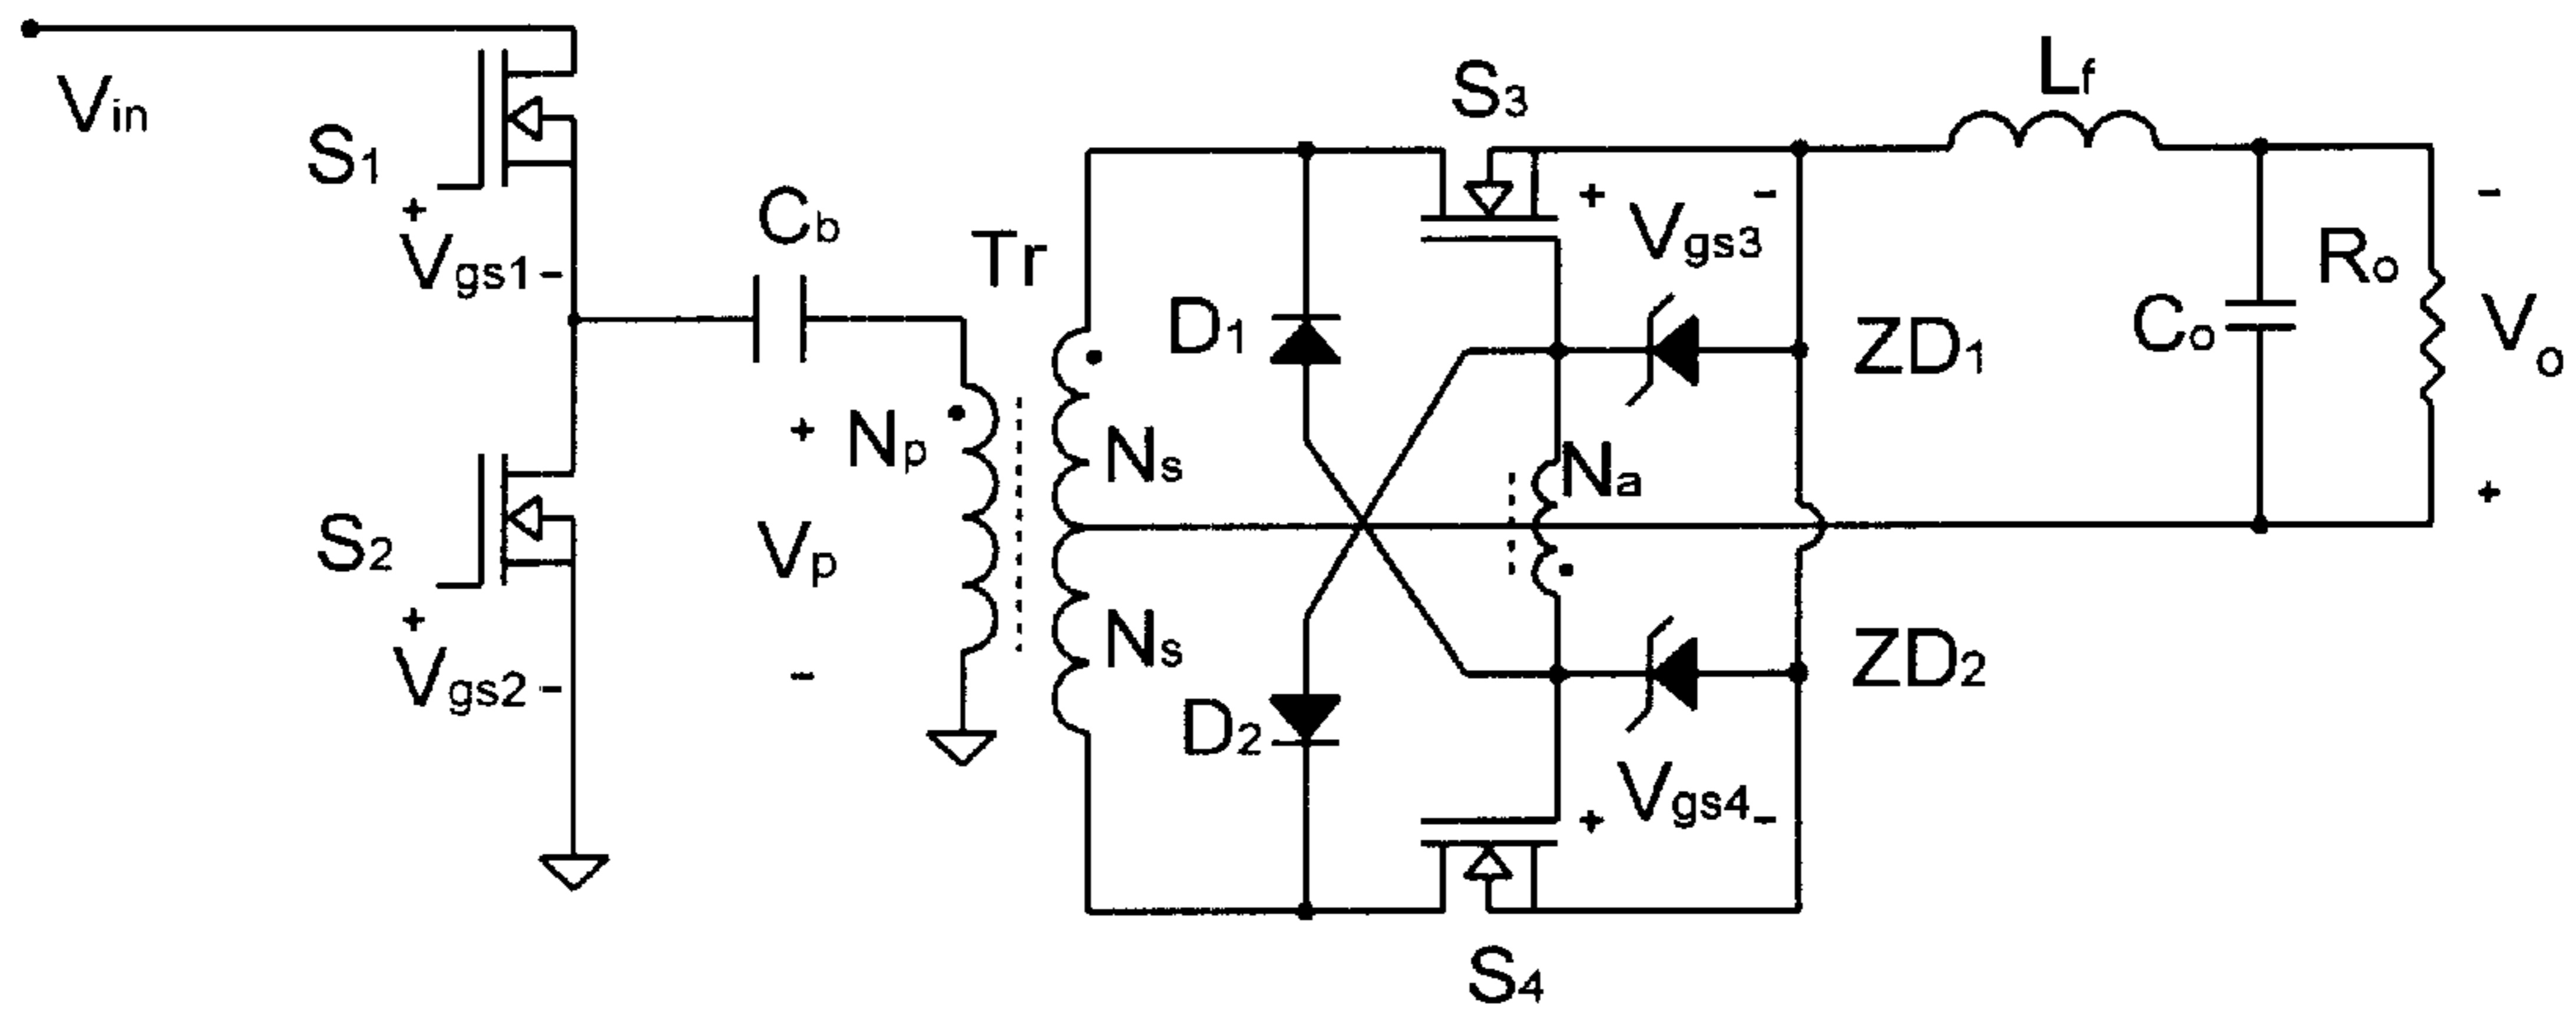 Vin
S1
+
Vgs1 -
S2
+
Vgs2 -
Cb
+
Vp
-
Np
Tr
Ns
Ns
D1
D2
S3
+ Vgs3 -
ZD1
Na
ZD2
+ Vgs4 -
S4
Lf
Co
Ro
-
Vo
+